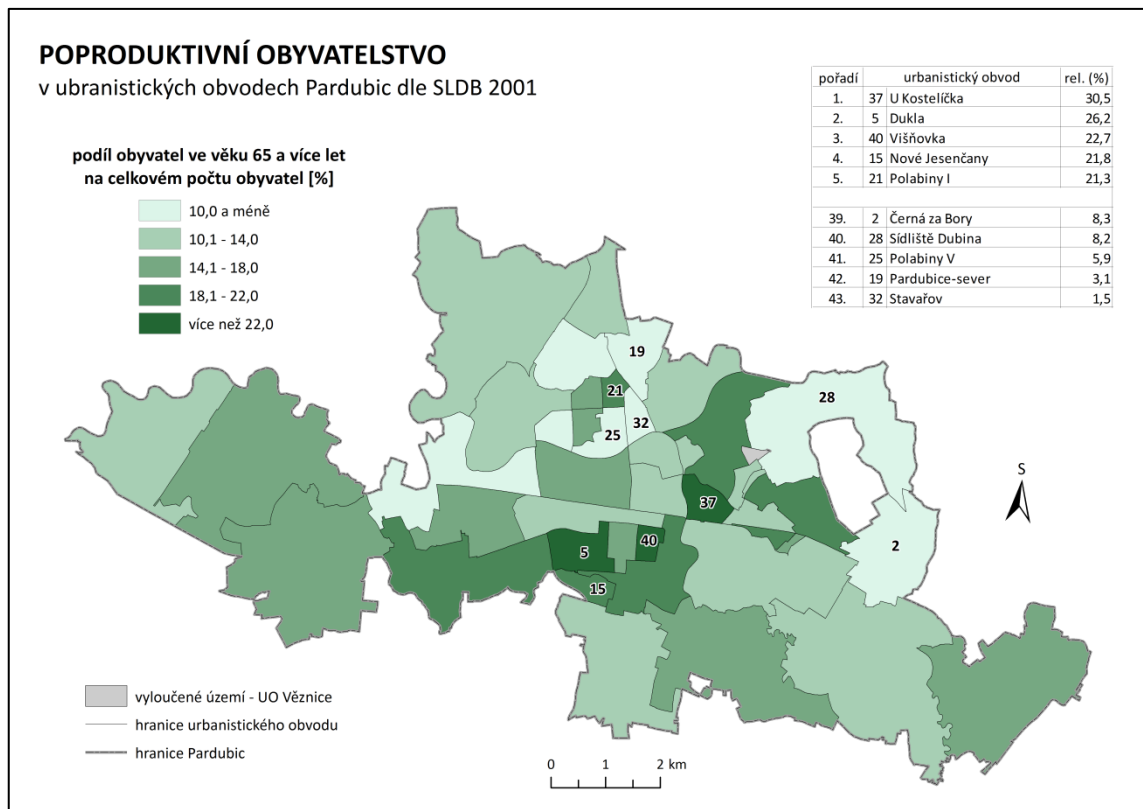 POPRODUKTIVNÍ OBYVATELSTVO
v ubranistických obvodech Pardubic dle SLDB 2001
podíl obyvatel ve věku 65 a více let
na celkovém počtu obyvatel [%]
10,0 a méně
10,1 - 14,0
14,1 - 18,0
18,1 - 22,0
více než 22,0
pořadí urbanistický obvod rel. (%)
1. 37 U Kostelíčka 30,5
2. 5 Dukla 26,2
3. 40 Višňovka 22,7
4. 15 Nové Jesenčany 21,8
5. 21 Polabiny I 21,3
39. 2 Černá za Bory 8,3
40. 28 Sídliště Dubina 8,2
41. 25 Polabiny V 5,9
42. 19 Pardubice-sever 3,1
43. 32 Stavařov 1,5
19
21
28
32
25
37
40
5
2
15
S
vyloučené území - UO Věznice
hranice urbanistického obvodu
hranice Pardubic
0 1 2 km